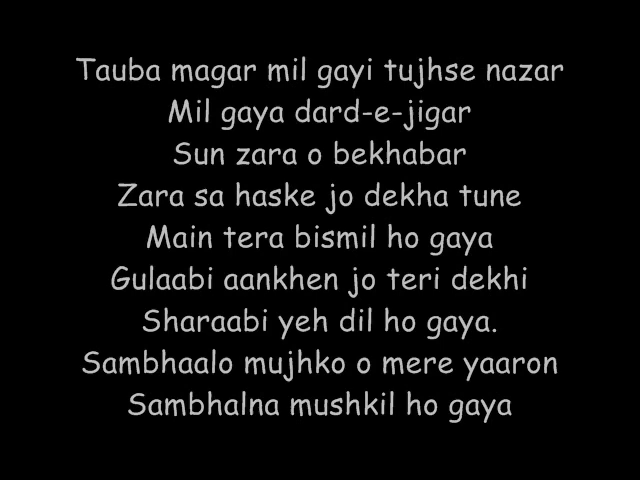 Tauba magar mil gayi tujhse nazar
Mil gaya dard-e-jigar
Sun zara o bekhabar
Zara sa haske jo dekha tune
Main tera bismil ho gaya
Gulaabi aankhen jo teri dekhi
Sharaabi yeh dil ho gaya.
Sambhaalo mujhko o mere yaaron
Sambhalna mushkil ho gaya